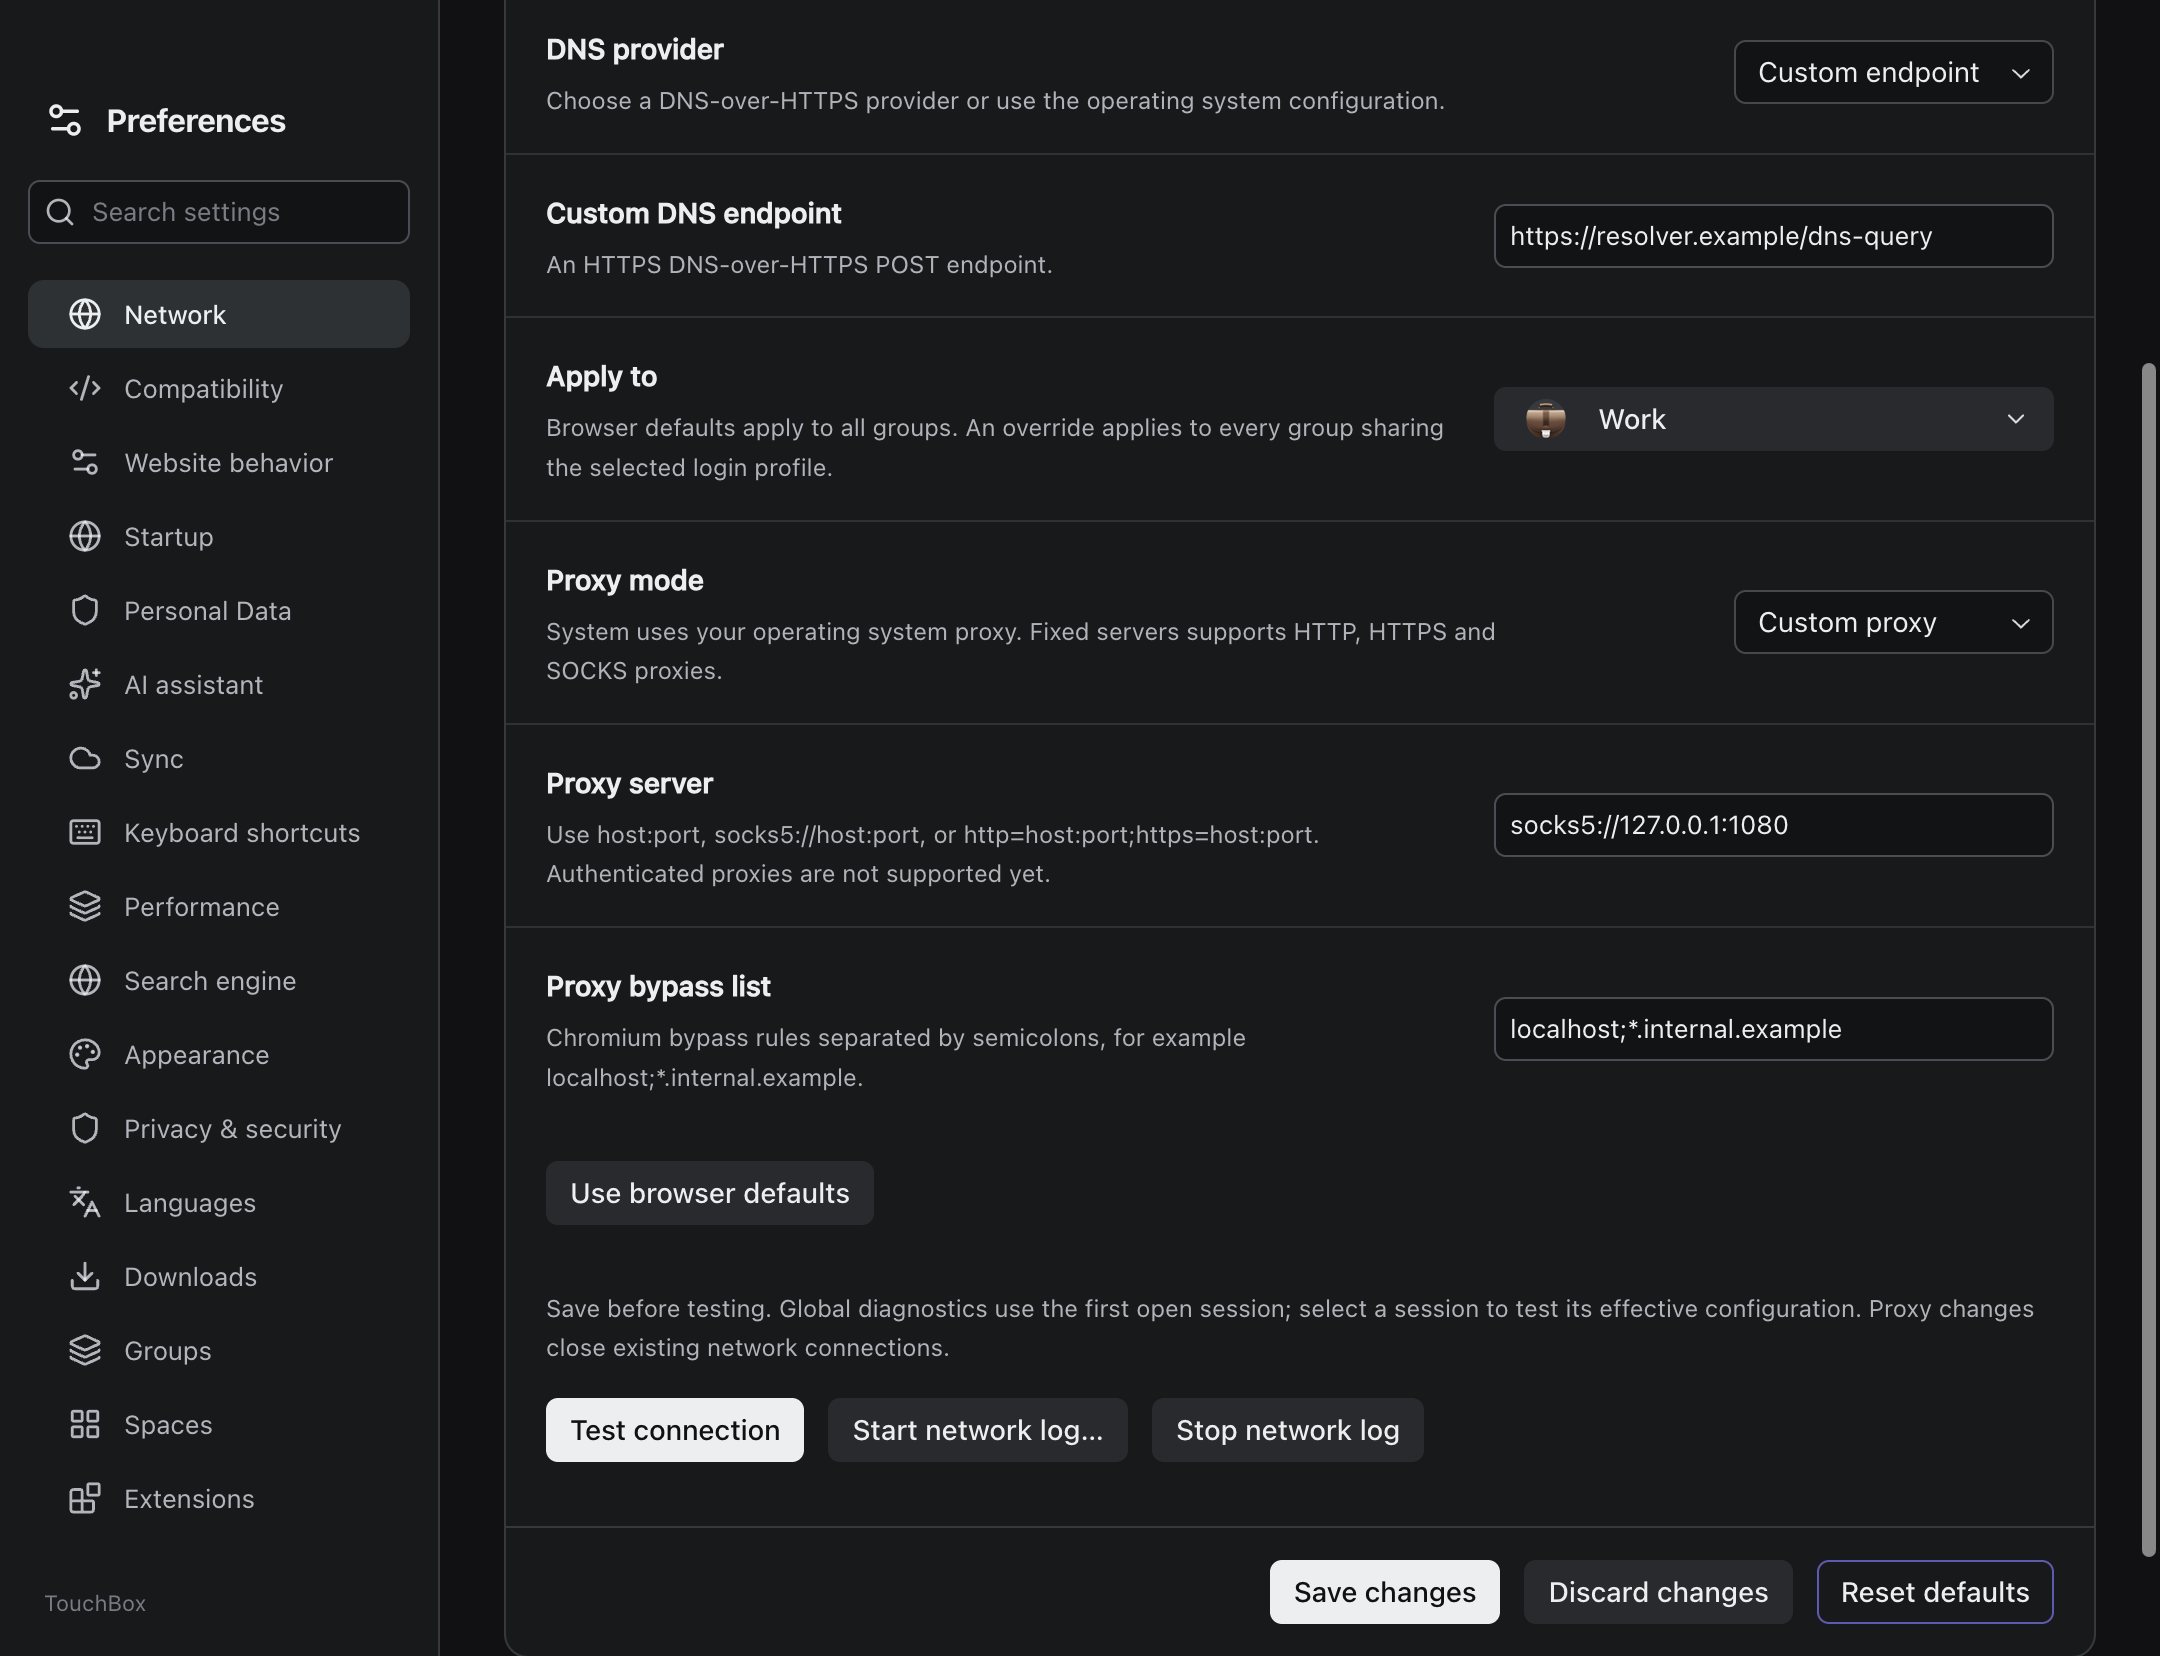 Preferences
Search settings
Network
Compatibility
Website behavior
Startup
Personal Data
AI assistant
Sync
Keyboard shortcuts
Performance
Search engine
Appearance
Privacy & security
Languages
Downloads
Groups
Spaces
Extensions
TouchBox
DNS provider
Choose a DNS-over-HTTPS provider or use the operating system configuration.
Custom endpoint
Custom DNS endpoint
An HTTPS DNS-over-HTTPS POST endpoint.
https://resolver.example/dns-query
Apply to
Browser defaults apply to all groups. An override applies to every group sharing
the selected login profile.
Work
Proxy mode
System uses your operating system proxy. Fixed servers supports HTTP, HTTPS and
SOCKS proxies.
Custom proxy
Proxy server
Use host:port, socks5://host:port, or http=host:port;https=host:port.
Authenticated proxies are not supported yet.
socks5://127.0.0.1:1080
Proxy bypass list
Chromium bypass rules separated by semicolons, for example
localhost;*.internal.example.
localhost;*.internal.example
Use browser defaults
Save before testing. Global diagnostics use the first open session; select a session to test its effective configuration. Proxy changes
close existing network connections.
Test connection
Start network log...
Stop network log
Save changes
Discard changes
Reset defaults